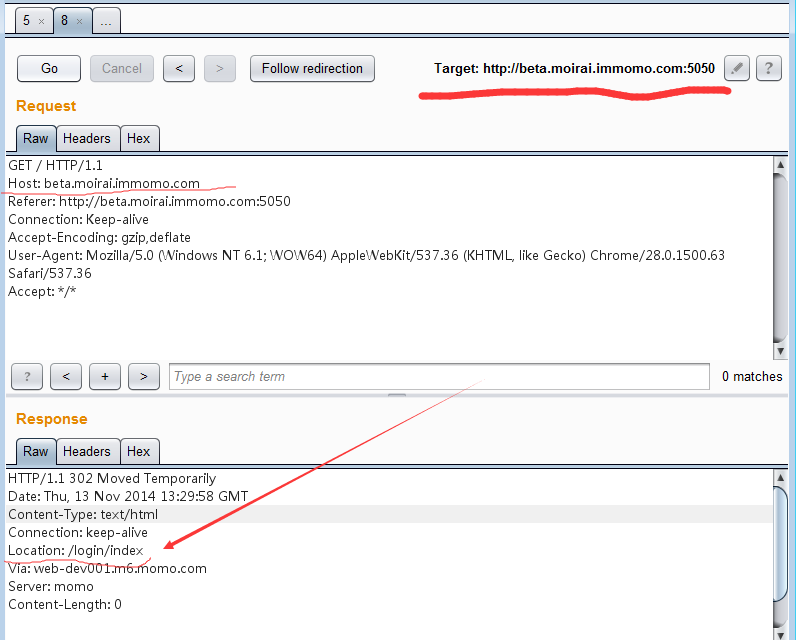 5 × 8 × ...
Go Cancel < > Follow redirection Target: http://beta.moirai.immomo.com:5050 ?
Request
Raw Headers Hex
GET / HTTP/1.1
Host: beta.moirai.immomo.com
Referer: http://beta.moirai.immomo.com:5050
Connection: Keep-alive
Accept-Encoding: gzip,deflate
User-Agent: Mozilla/5.0 (Windows NT 6.1; WOW64) AppleWebKit/537.36 (KHTML, like Gecko) Chrome/28.0.1500.63
Safari/537.36
Accept: */*
? < + > Type a search term 0 matches
Response
Raw Headers Hex
HTTP/1.1 302 Moved Temporarily
Date: Thu, 13 Nov 2014 13:29:58 GMT
Content-Type: text/html
Connection: keep-alive
Location: /login/index
Via: web-dev001.m6.momo.com
Server: momo
Content-Length: 0